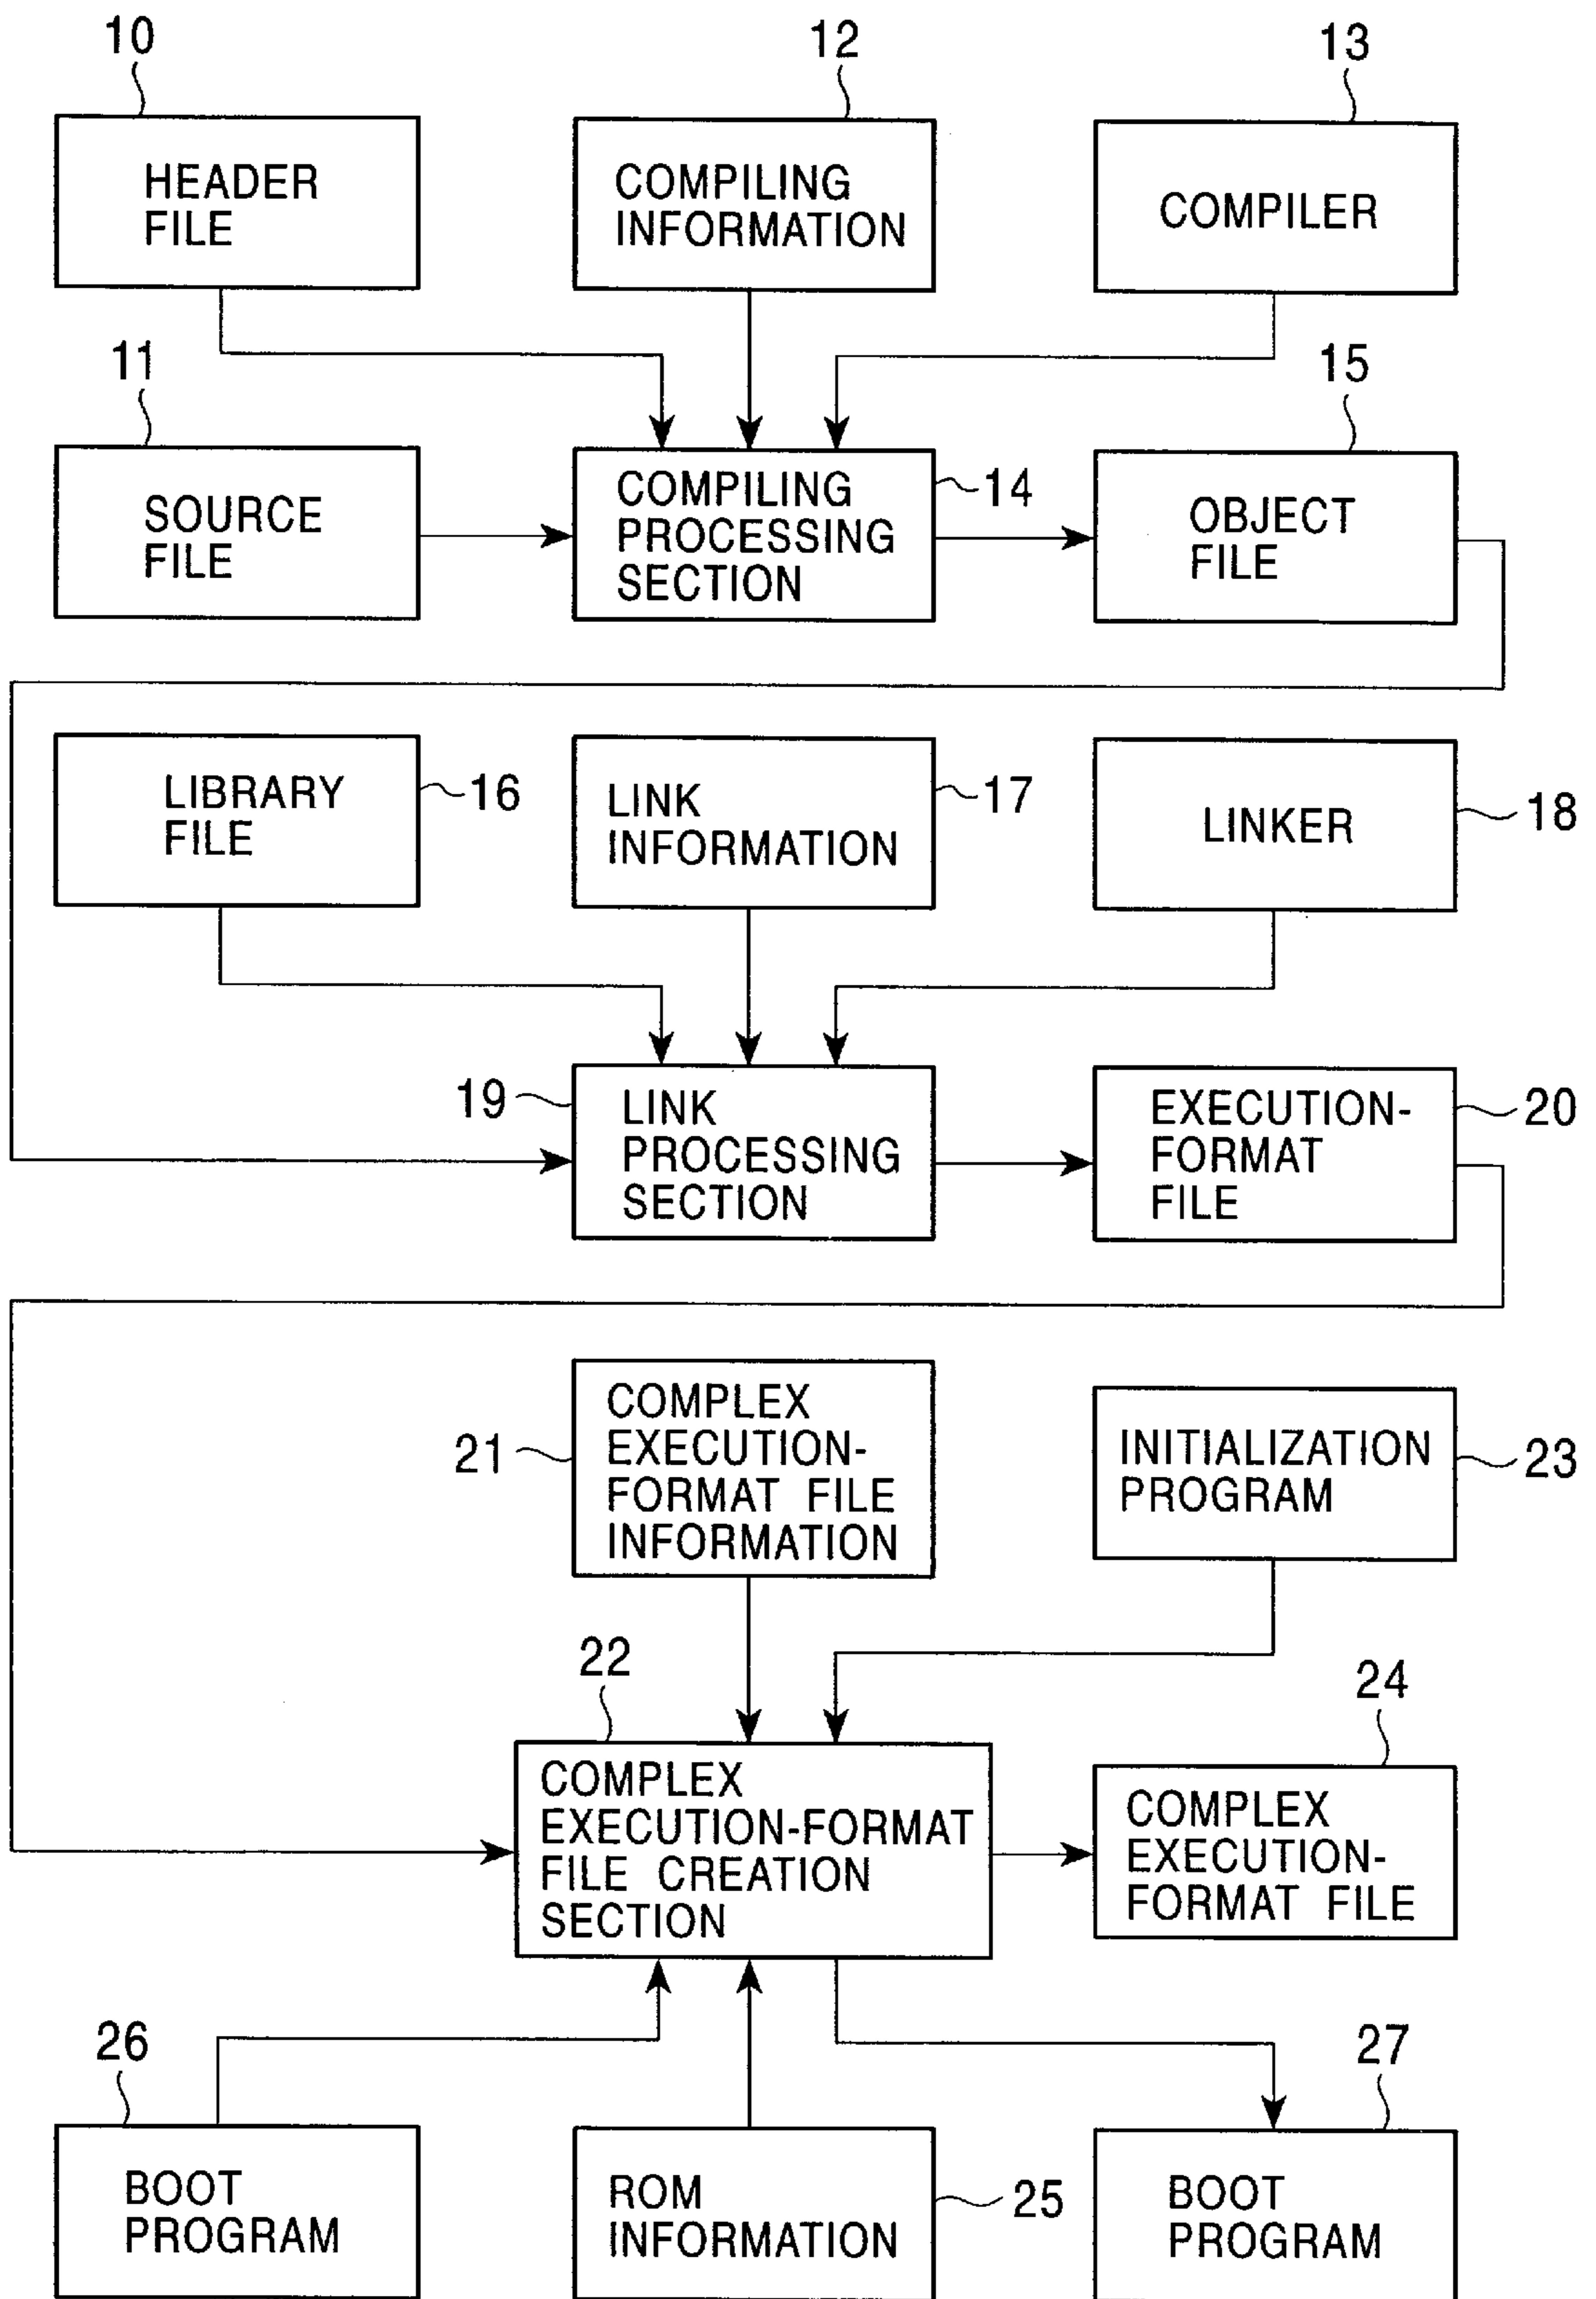 10
12
13
HEADER
FILE
COMPILING
INFORMATION
COMPILER
11
15
SOURCE
FILE
COMPILING
PROCESSING
SECTION
14
OBJECT
FILE
LIBRARY
FILE
16
LINK
INFORMATION
17
LINKER
18
19
LINK
PROCESSING
SECTION
EXECUTION-
FORMAT
FILE
20
21
COMPLEX
EXECUTION-
FORMAT FILE
INFORMATION
INITIALIZATION
PROGRAM
23
22
24
COMPLEX
EXECUTION-FORMAT
FILE CREATION
SECTION
COMPLEX
EXECUTION-
FORMAT FILE
26
27
BOOT
PROGRAM
ROM
INFORMATION
25
BOOT
PROGRAM